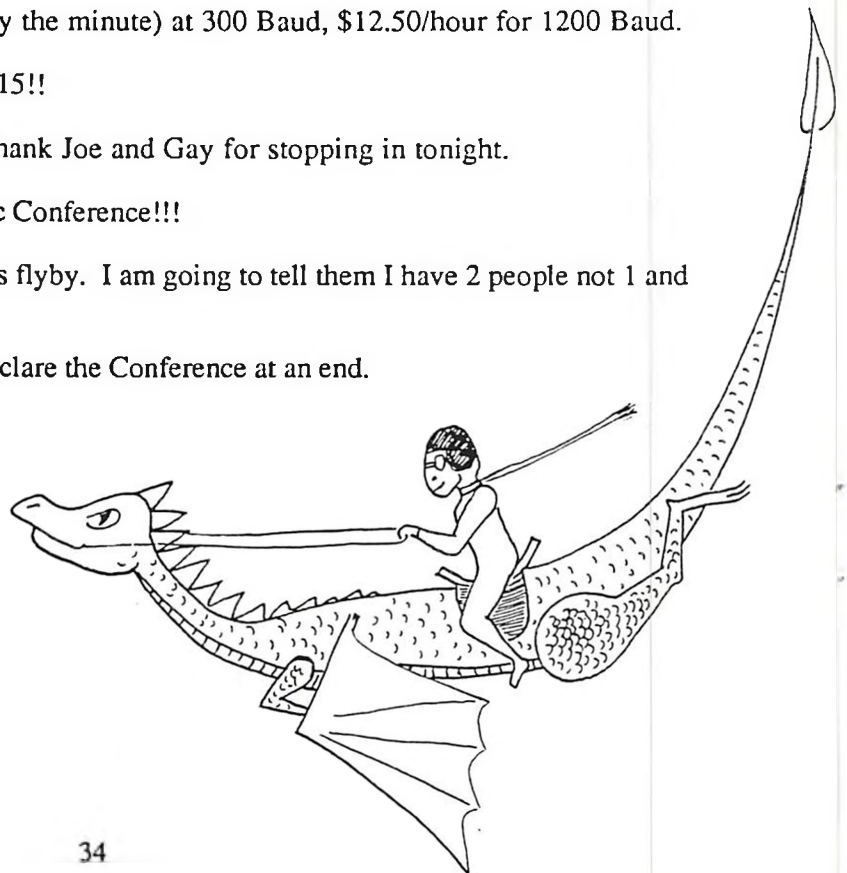 y the minute) at 300 Baud, $12.50/hour for 1200 Baud.
15!!
hank Joe and Gay for stopping in tonight.
c Conference!!!
s flyby. I am going to tell them I have 2 people not 1 and
clare the Conference at an end.
34